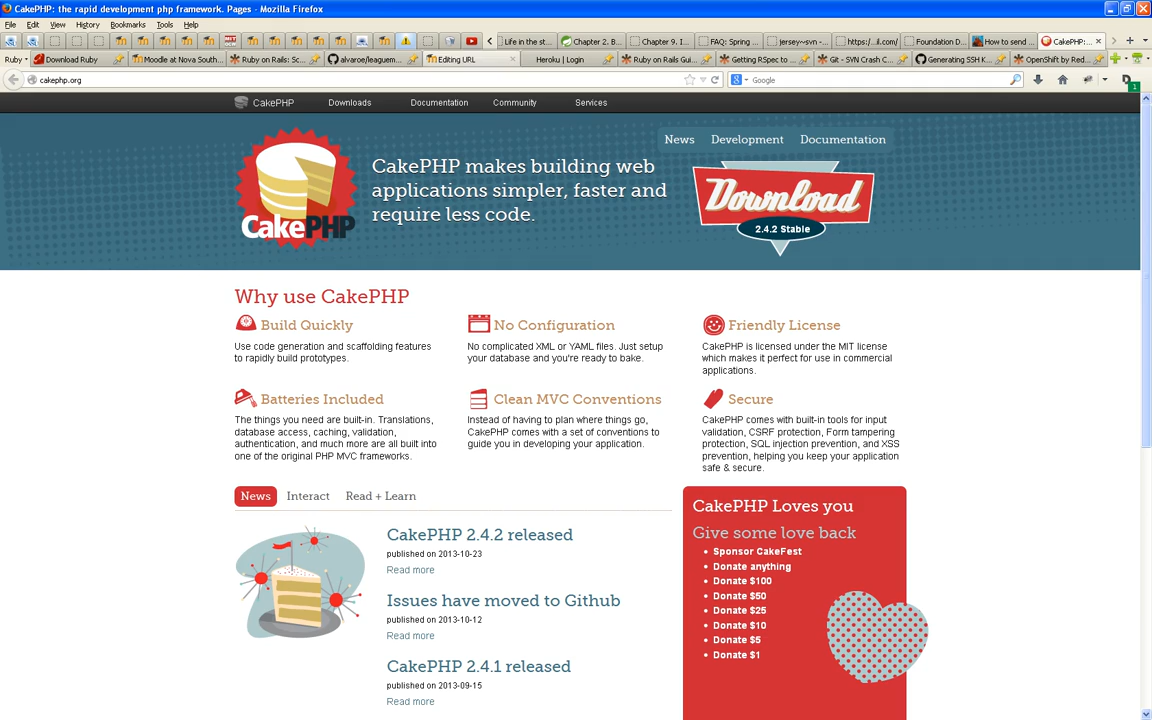 CakePHP: the rapid development php framework. Pages - Mozilla Firefox
File Edit View History Bookmarks Tools Help
Life in the st... Chapter 2. B... Chapter 9. I... FAQ: Spring ... jersey~svn -... https:/...il.com/ Foundation D... How to send ... CakePHP:...
Ruby Download Ruby Moodle at Nova South... Ruby on Rails: Sc... alvaroe/leaguem... Editing URL Heroku | Login Ruby on Rails Gui... Getting RSpec to ... Git - SVN Crash C... Generating SSH K... OpenShift by Red...
cakephp.org Google
1
CakePHP Downloads Documentation Community Services
News Development Documentation
CakePHP makes building web
applications simpler, faster and
require less code.
CakePHP
Download
2.4.2 Stable
Why use CakePHP
Build Quickly
Use code generation and scaffolding features
to rapidly build prototypes.
No Configuration
No complicated XML or YAML files. Just setup
your database and you're ready to bake.
Friendly License
CakePHP is licensed under the MIT license
which makes it perfect for use in commercial
applications.
Batteries Included
The things you need are built-in. Translations,
database access, caching, validation,
authentication, and much more are all built into
one of the original PHP MVC frameworks.
Clean MVC Conventions
Instead of having to plan where things go,
CakePHP comes with a set of conventions to
guide you in developing your application.
Secure
CakePHP comes with built-in tools for input
validation, CSRF protection, Form tampering
protection, SQL injection prevention, and XSS
prevention, helping you keep your application
safe & secure.
News Interact Read + Learn
CakePHP 2.4.2 released
published on 2013-10-23
Read more
Issues have moved to Github
published on 2013-10-12
Read more
CakePHP 2.4.1 released
published on 2013-09-15
Read more
CakePHP Loves you
Give some love back
• Sponsor CakeFest
• Donate anything
• Donate $100
• Donate $50
• Donate $25
• Donate $10
• Donate $5
• Donate $1